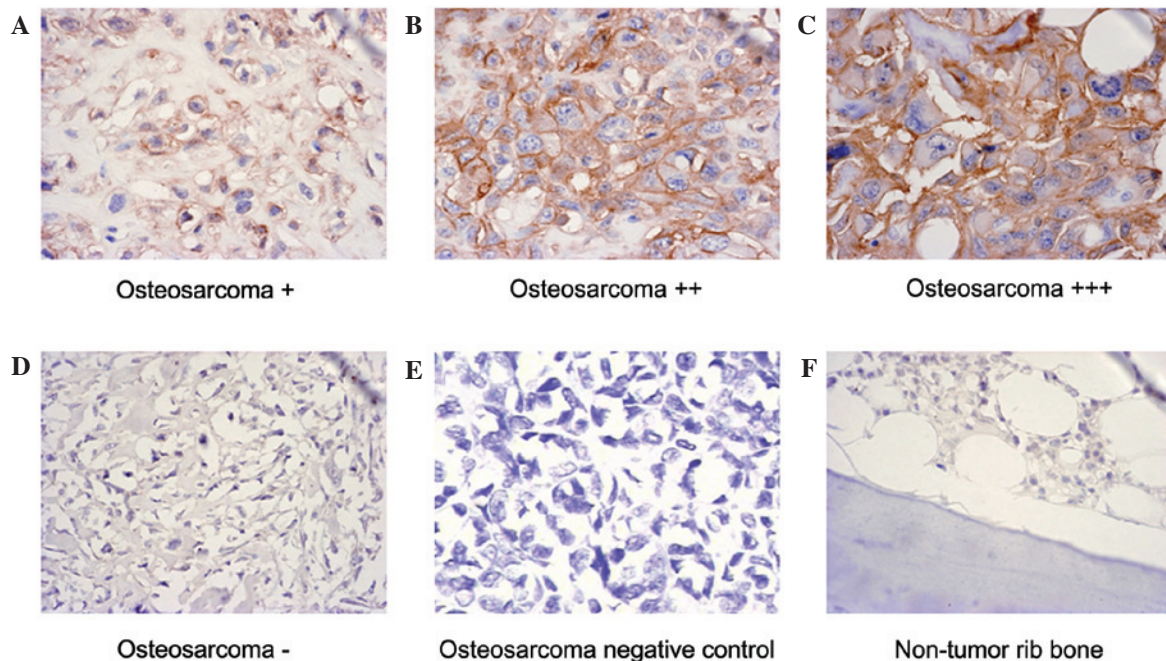 A
B
C
Osteosarcoma +
Osteosarcoma ++
Osteosarcoma +++
D
E
F
Osteosarcoma -
Osteosarcoma negative control
Non-tumor rib bone